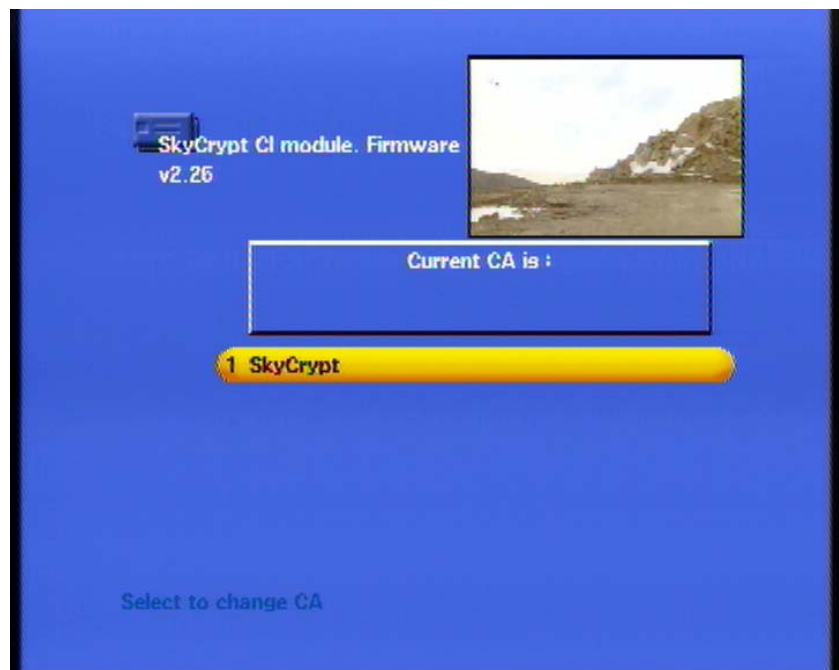 SkyCrypt CI module. Firmware
v2.26
Current CA is :
1 SkyCrypt
Select to change CA